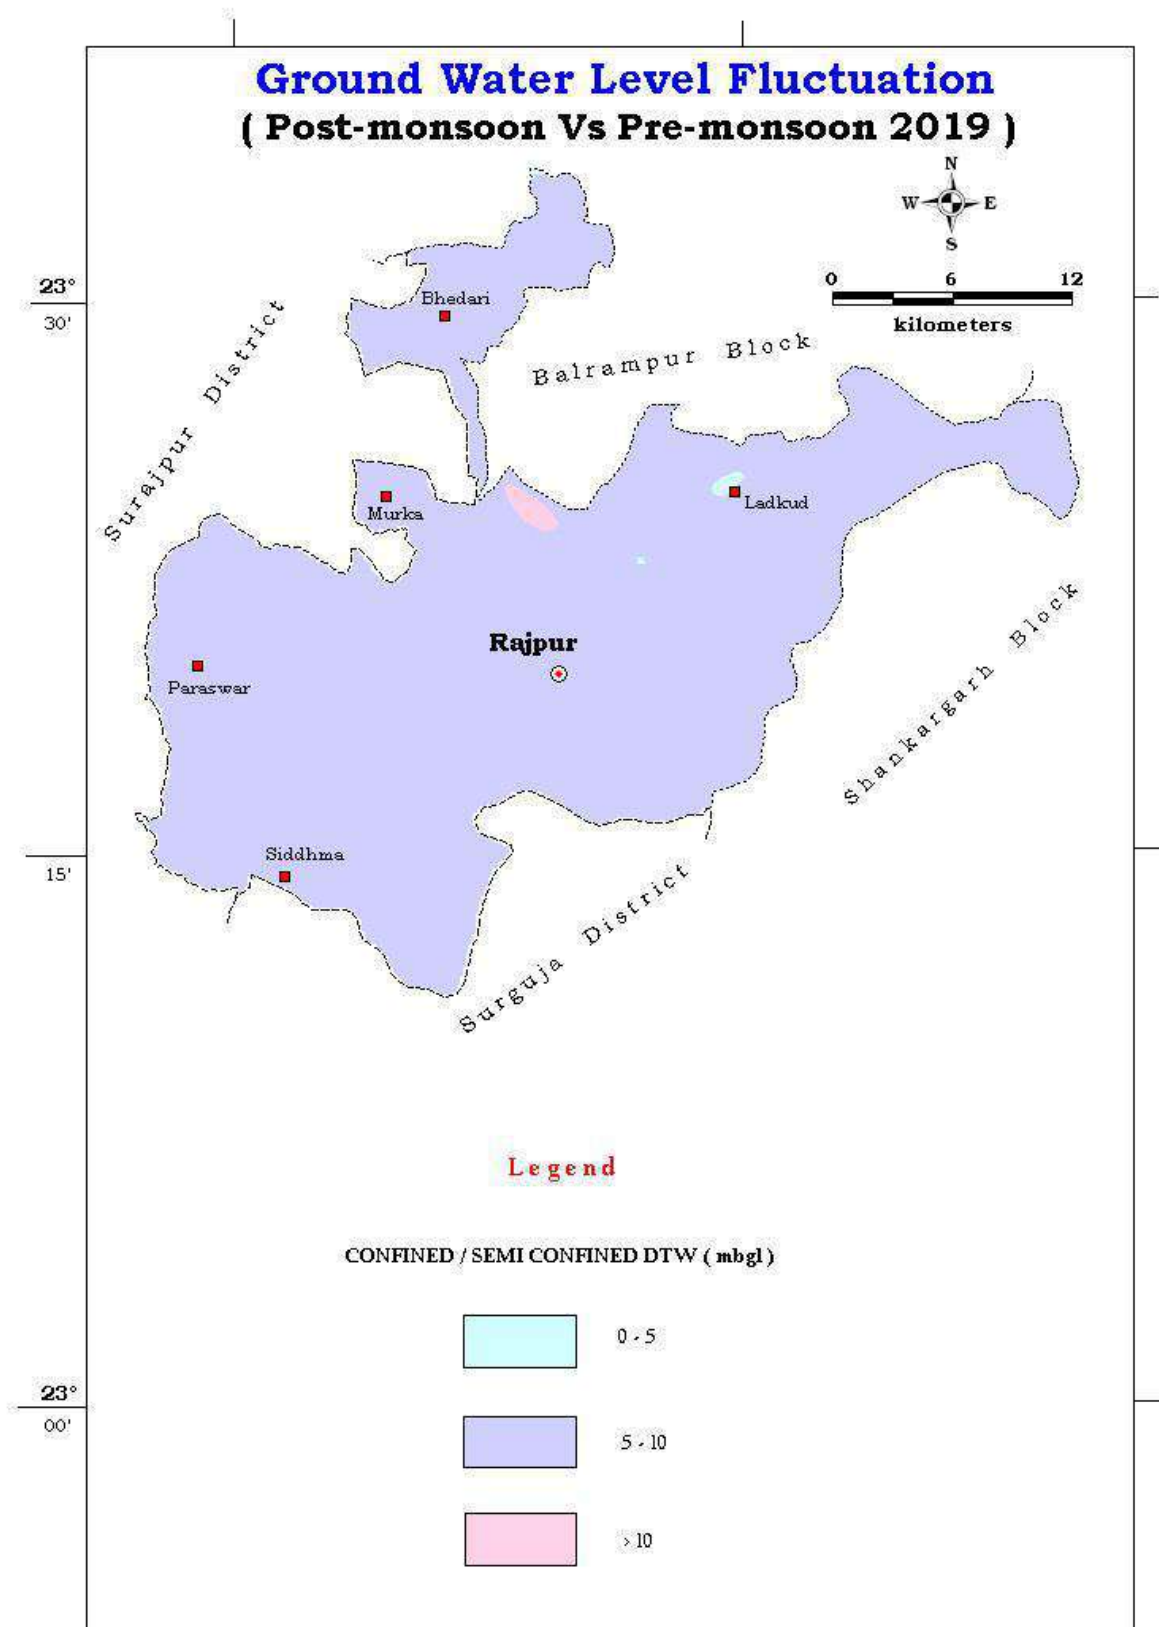 Ground Water Level Fluctuation
( Post-monsoon Vs Pre-monsoon 2019 )
N
W E
S
0 6 12
kilometers
23°
30'
Bhedari
Surajpur District
Balrampur Block
Murka
Ladkud
Rajpur
Paraswar
Shankargarh Block
Siddhma
15'
Surguja District
Legend
CONFINED / SEMI CONFINED DTW ( mbgl )
0 - 5
23°
00'
5 - 10
> 10